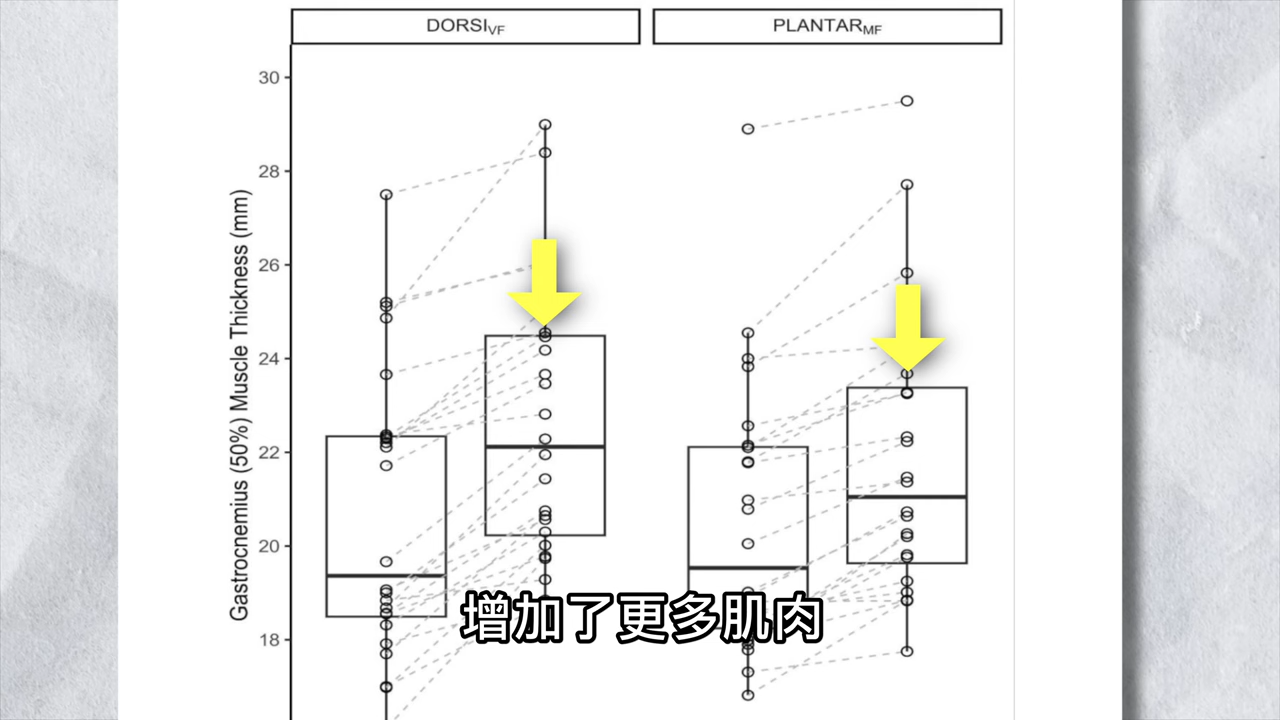 DORSIVF
PLANTARMF
Gastrocnemius (50%) Muscle Thickness (mm)
30
28
26
24
22
20
18
增加了更多肌肉